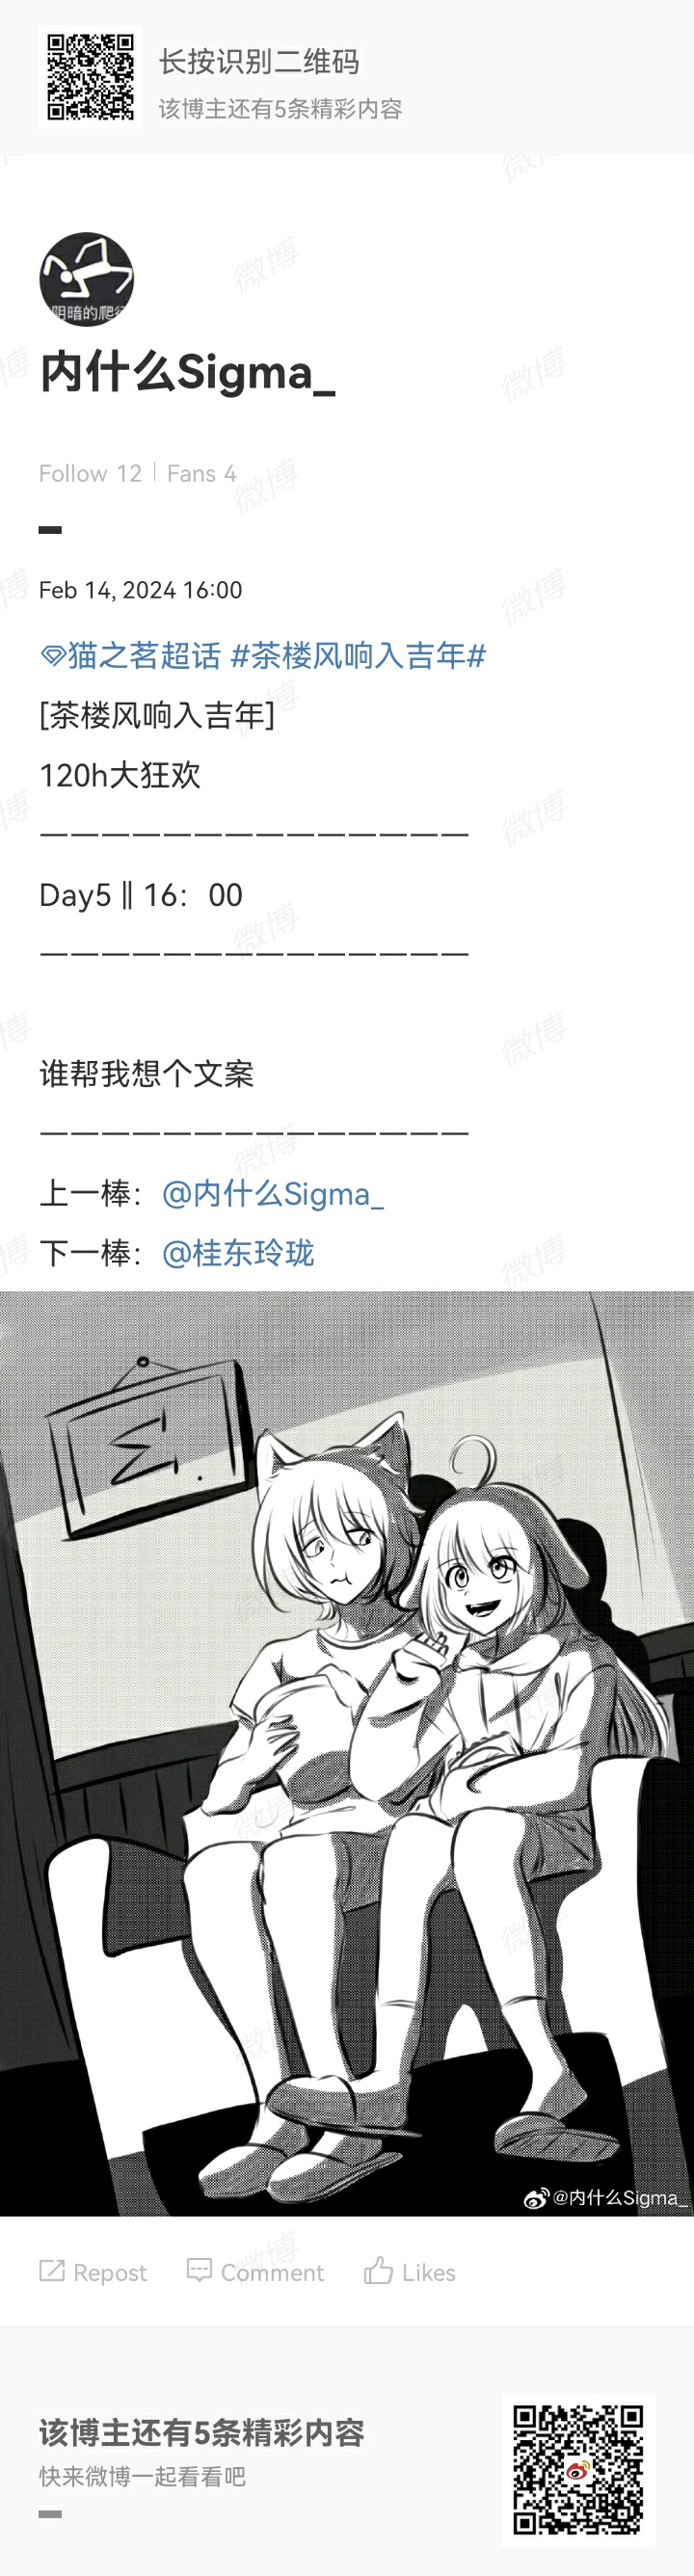 长按识别二维码
该博主还有5条精彩内容
阴暗的爬行
内什么Sigma_
Follow 12 | Fans 4
Feb 14, 2024 16:00
猫之茗超话 #茶楼风响入吉年#
[茶楼风响入吉年]
120h大狂欢
——————————————
Day5 || 16：00
——————————————
谁帮我想个文案
——————————————
上一棒：@内什么Sigma_
下一棒：@桂东玲珑
Σ.
@内什么Sigma_
Repost Comment Likes
该博主还有5条精彩内容
快来微博一起看看吧